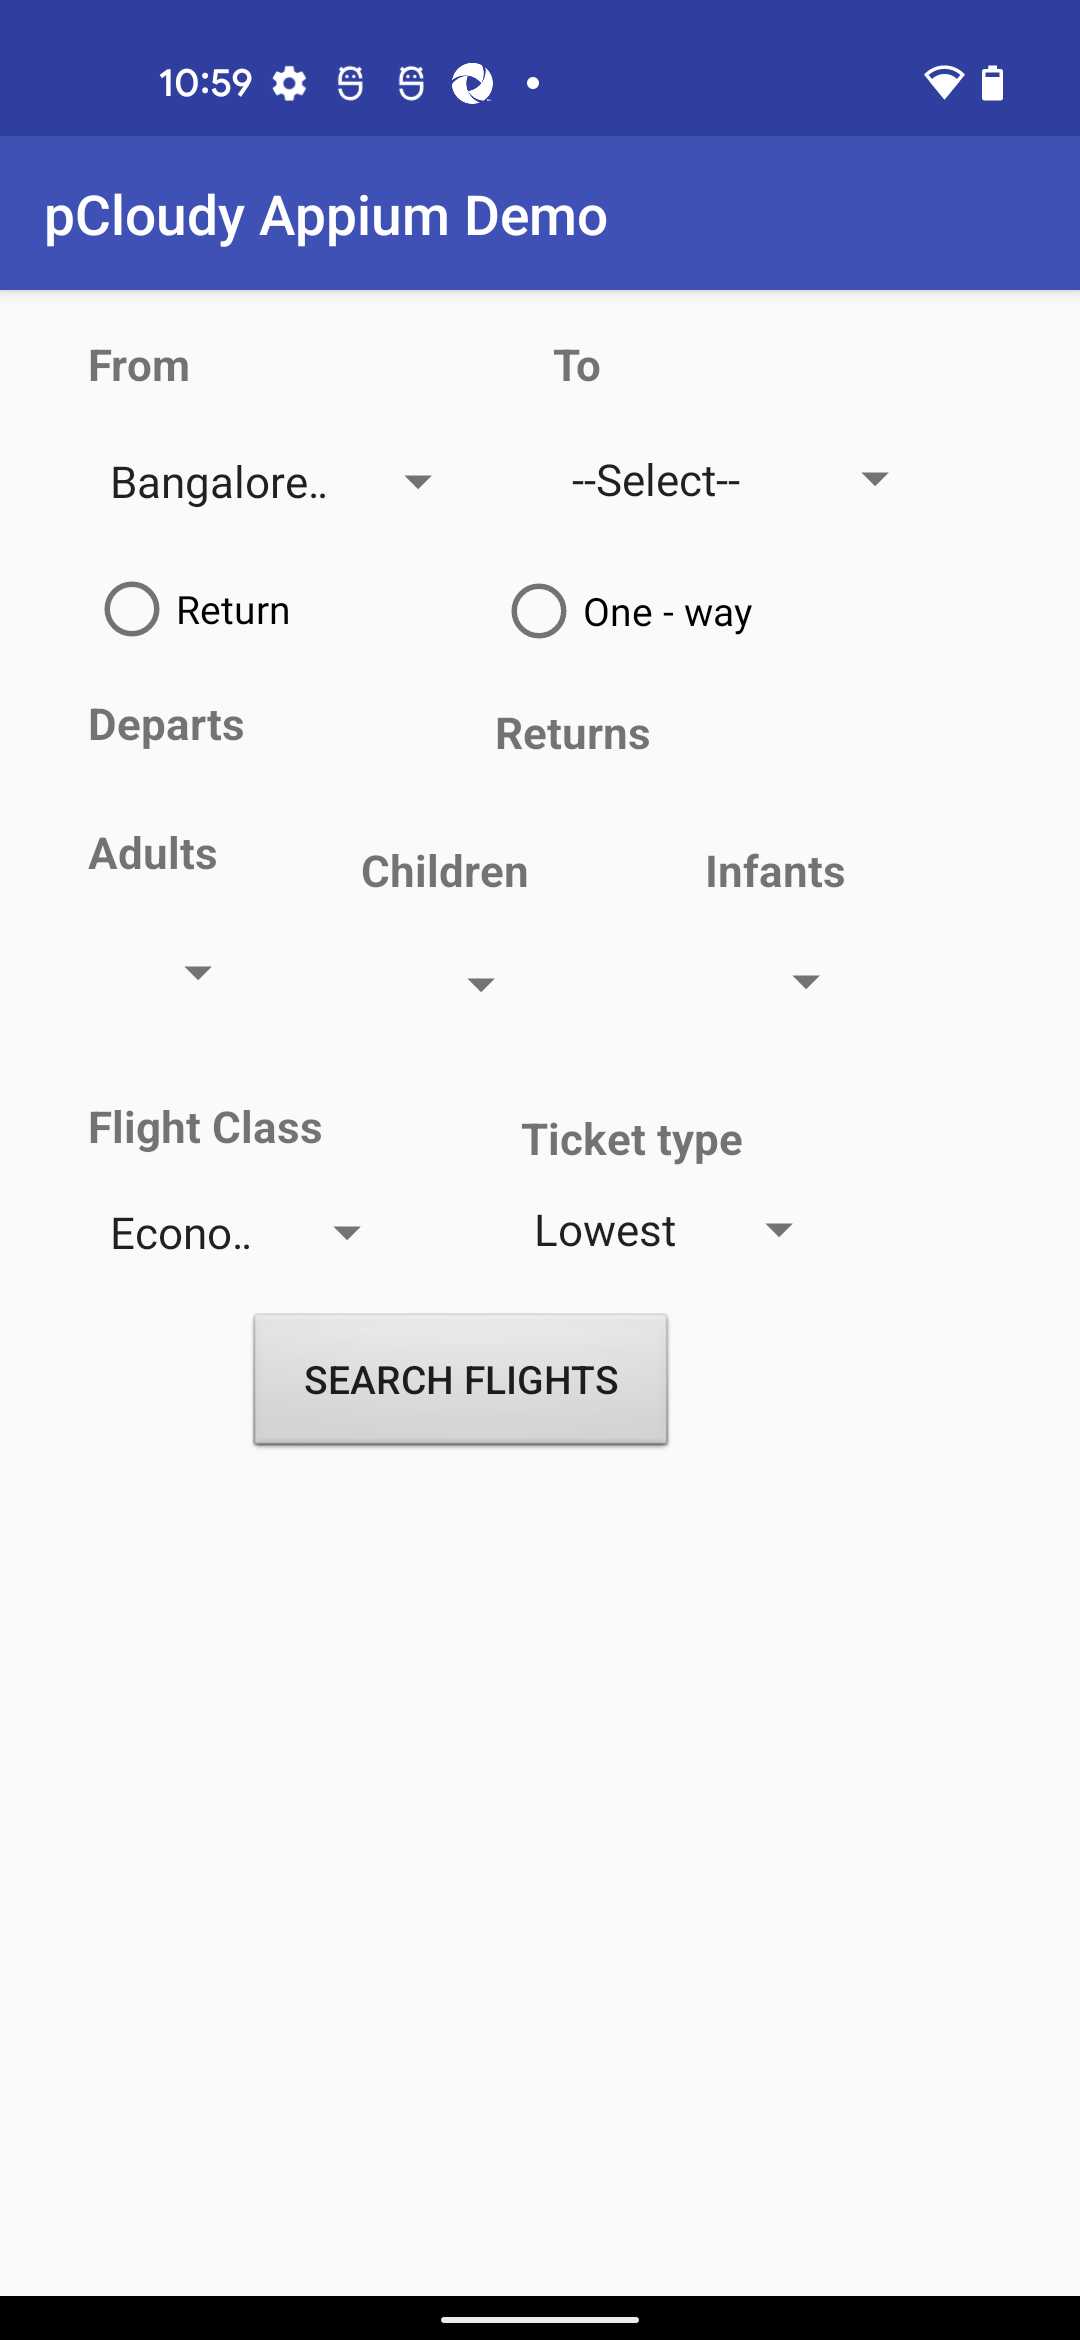 10:59
pCloudy Appium Demo
From To
Bangalore.. --Select--
Return One - way
Departs Returns
Adults Children Infants
Flight Class Ticket type
Econo.. Lowest
SEARCH FLIGHTS